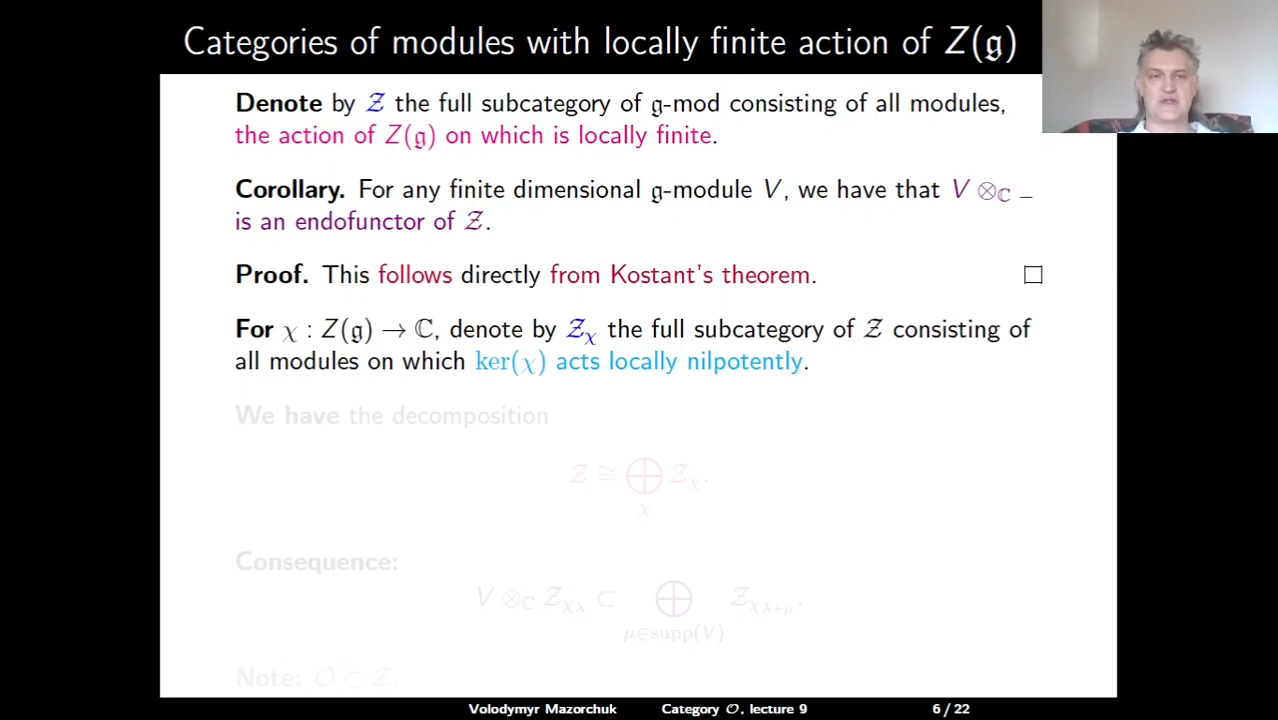 Categories of modules with locally finite action of Z(𝔤)
Denote by 𝒵 the full subcategory of 𝔤-mod consisting of all modules,
the action of Z(𝔤) on which is locally finite.
Corollary. For any finite dimensional 𝔤-module V, we have that V ⊗_ℂ −
is an endofunctor of 𝒵.
Proof. This follows directly from Kostant's theorem. □
For χ : Z(𝔤) → ℂ, denote by 𝒵_χ the full subcategory of 𝒵 consisting of
all modules on which ker(χ) acts locally nilpotently.
We have the decomposition
𝒵 ≅ ⨁_χ 𝒵_χ.
Consequence:
V ⊗_ℂ 𝒵_{χ_λ} ⊂ ⨁_{μ∈supp(V)} 𝒵_{χ_{λ+μ}}.
Note: 𝒪 ⊂ 𝒵.
Volodymyr Mazorchuk Category 𝒪, lecture 9 6 / 22